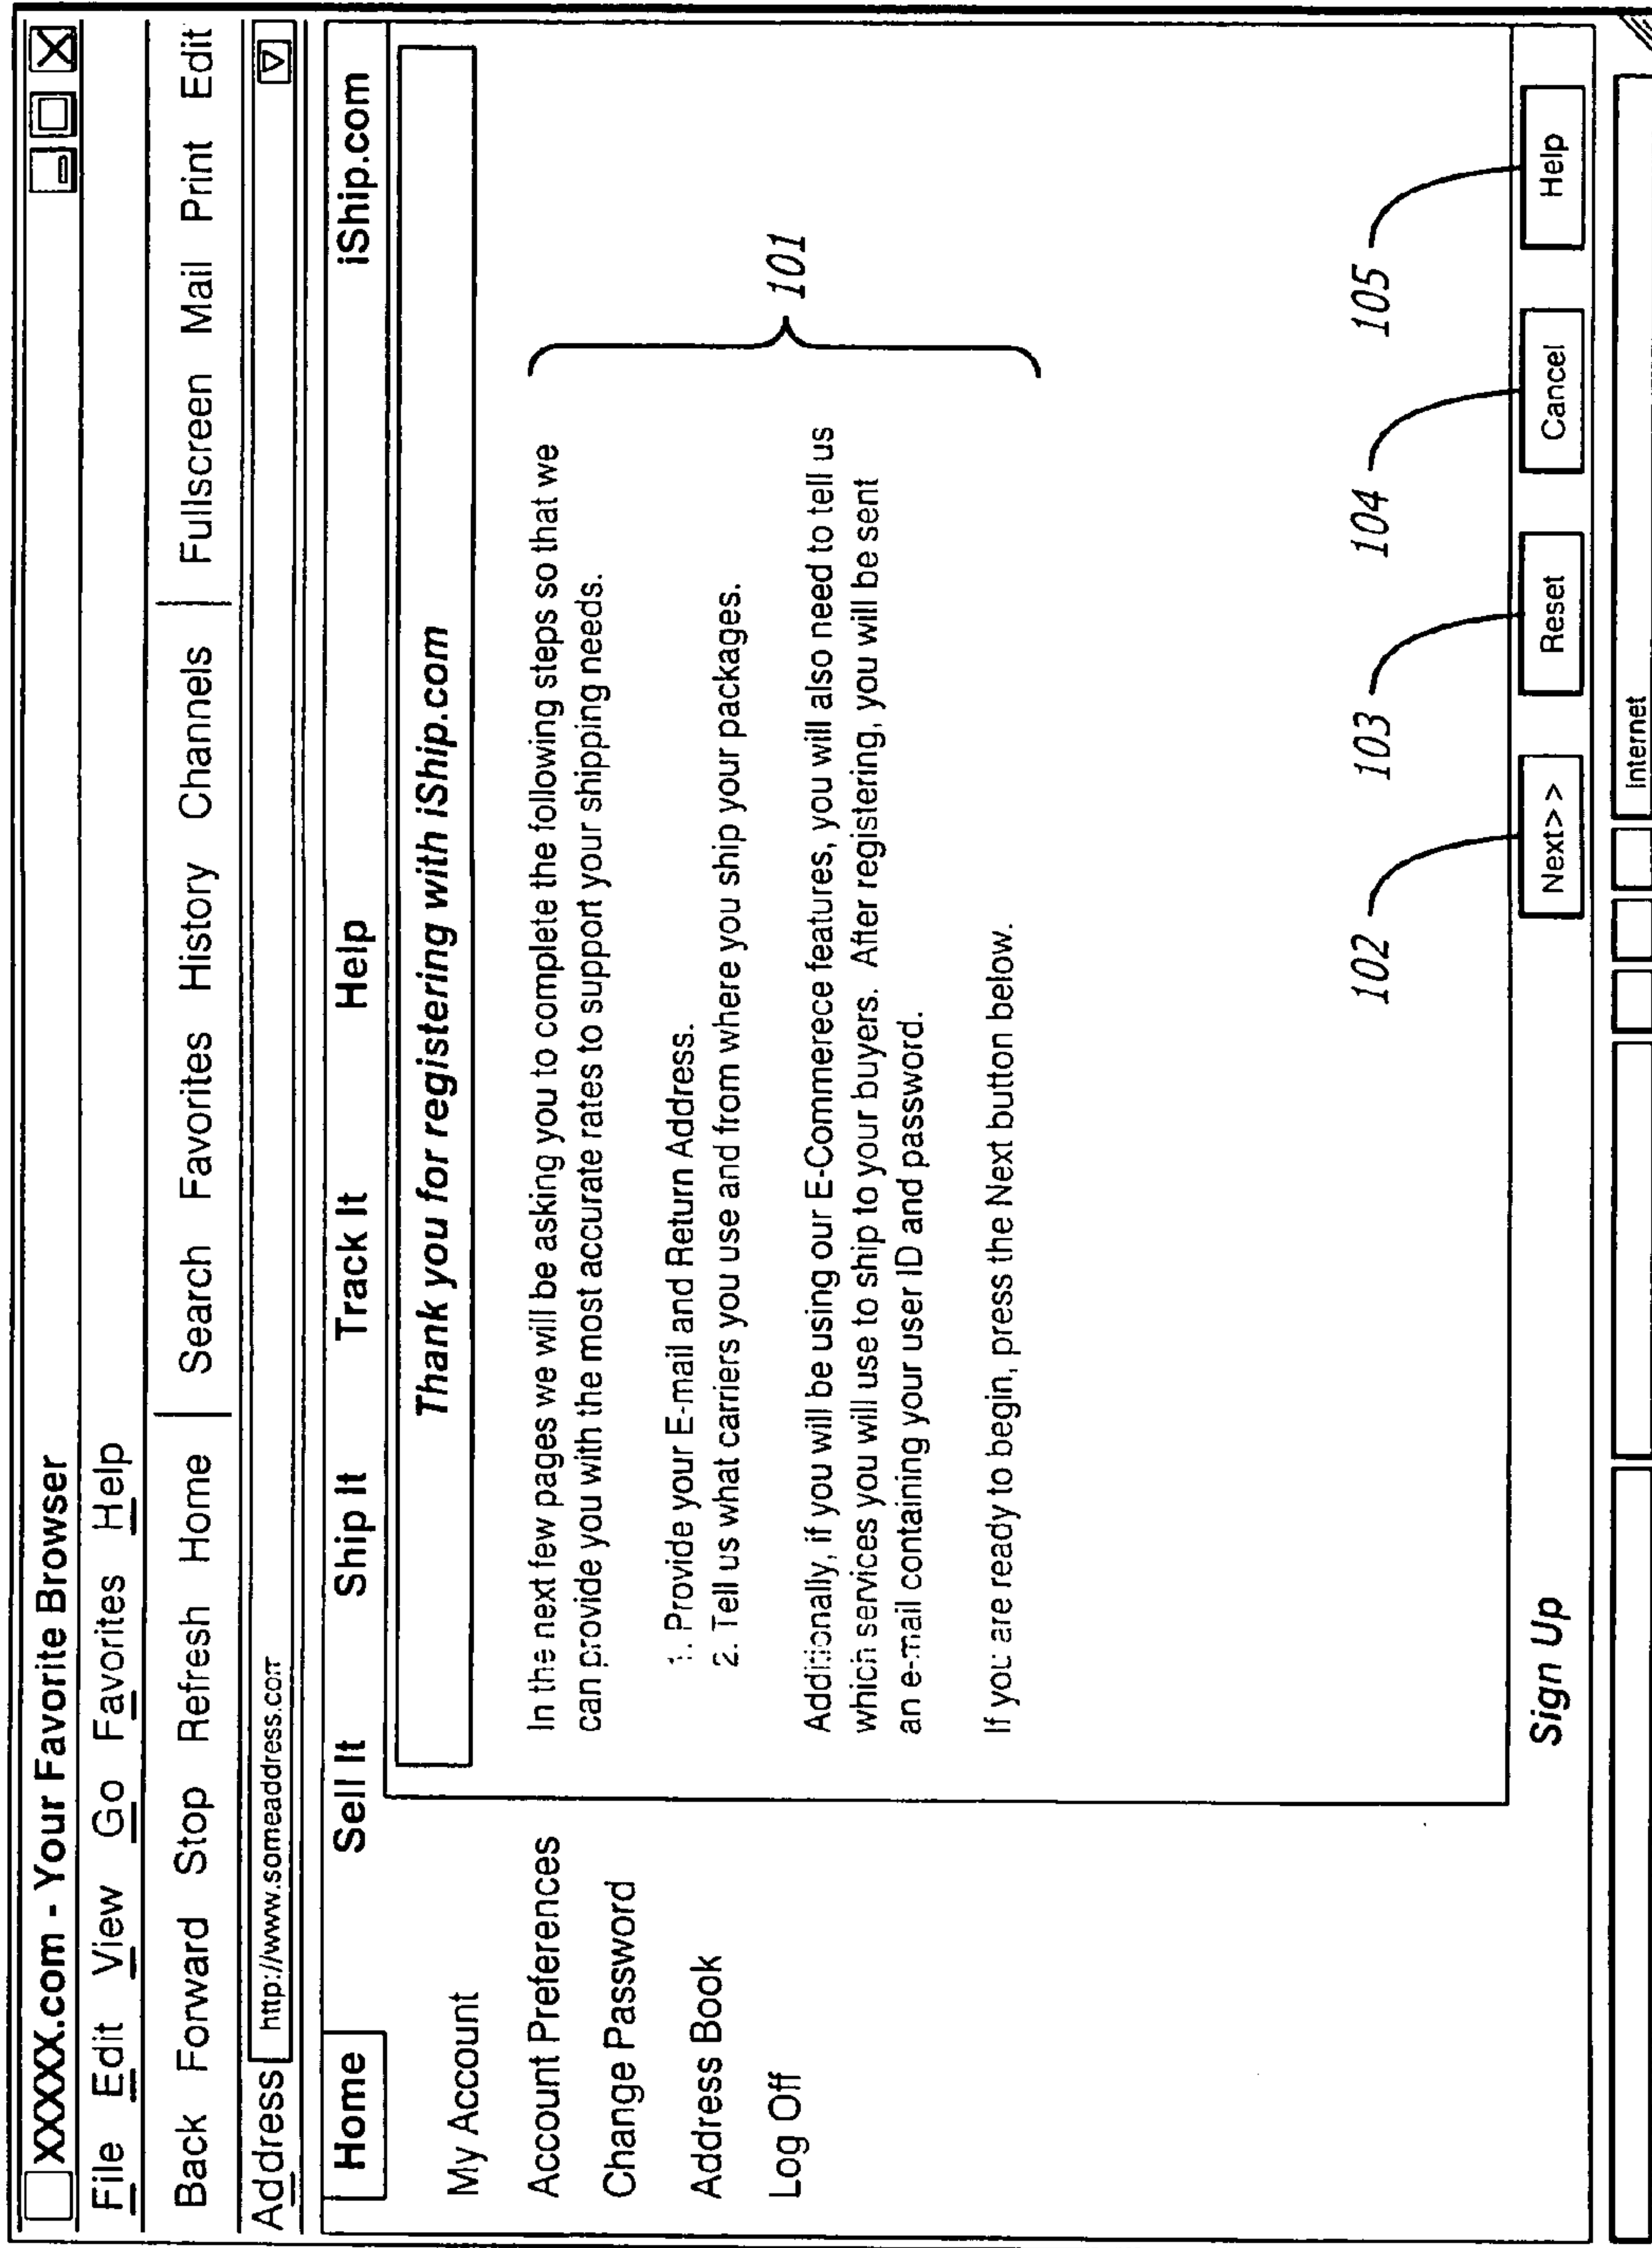 XXXXX.com - Your Favorite Browser
File Edit View Go Favorites Help
Back Forward Stop Refresh Home Search Favorites History Channels Fullscreen Mail Print Edit
Address http://www.someaddress.com
Home Sell It Ship It Track It Help iShip.com
My Account
Account Preferences
Change Password
Address Book
Log Off
Thank you for registering with iShip.com
In the next few pages we will be asking you to complete the following steps so that we
can provide you with the most accurate rates to support your shipping needs.
1. Provide your E-mail and Return Address.
2. Tell us what carriers you use and from where you ship your packages.
Additionally, if you will be using our E-Commerece features, you will also need to tell us
which services you will use to ship to your buyers. After registering, you will be sent
an e-mail containing your user ID and password.
If you are ready to begin, press the Next button below.
101
102 103 104 105
Sign Up Next>> Reset Cancel Help
Internet